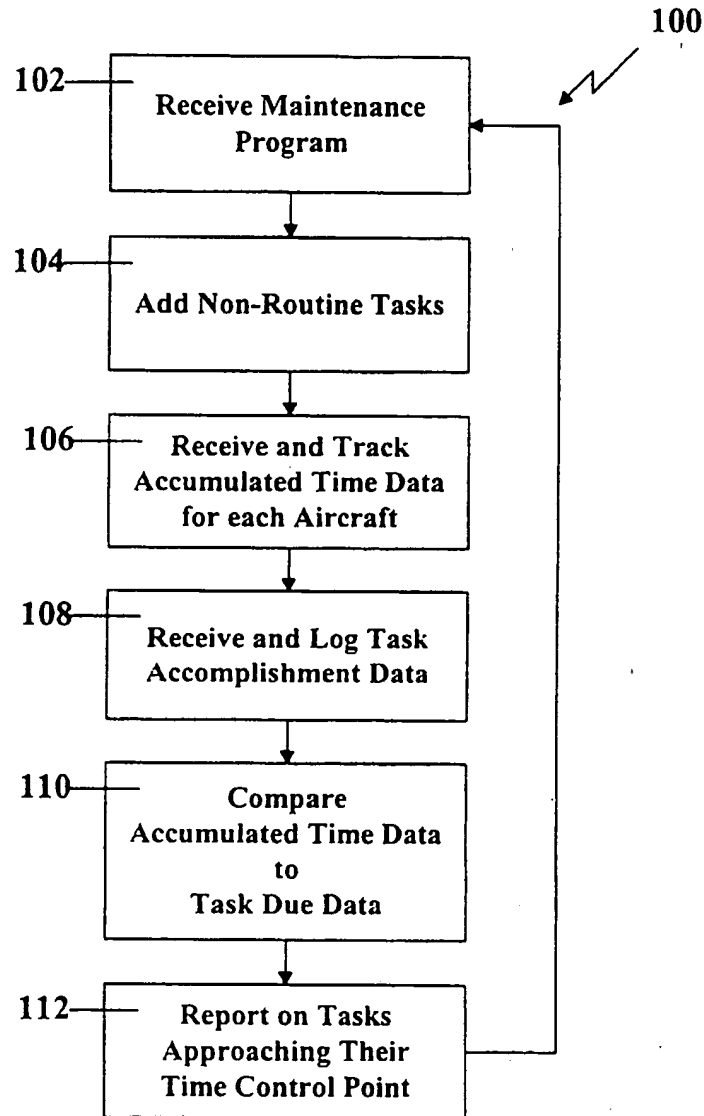 100
102
Receive Maintenance
Program
104
Add Non-Routine Tasks
106
Receive and Track
Accumulated Time Data
for each Aircraft
108
Receive and Log Task
Accomplishment Data
110
Compare
Accumulated Time Data
to
Task Due Data
112
Report on Tasks
Approaching Their
Time Control Point